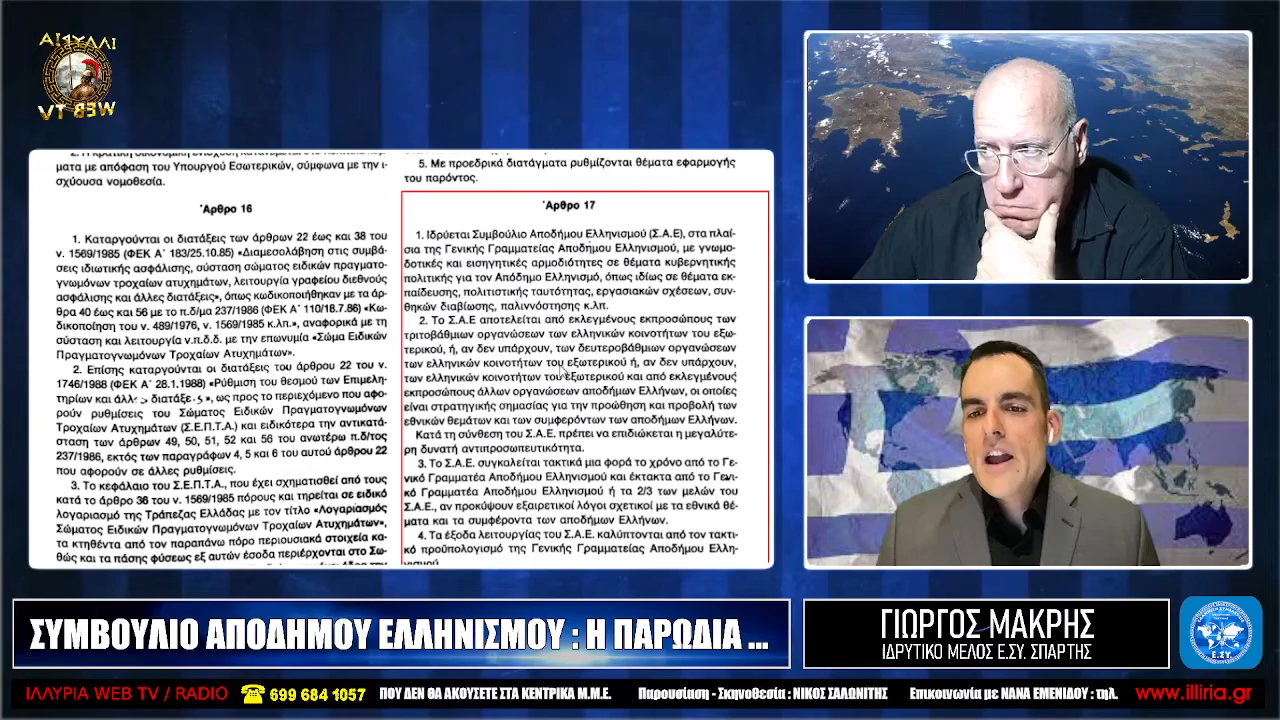 ΑΙΓΥΑΛΙ
VT BEW
2. Η κρατική οικονομική ενίσχυση κατανέμεται στα πολιτικά κόμ-
ματα με απόφαση του Υπουργού Εσωτερικών, σύμφωνα με την ι-
σχύουσα νομοθεσία.
Άρθρο 16
1. Καταργούνται οι διατάξεις των άρθρων 22 έως και 38 του
ν. 1569/1985 (ΦΕΚ Α΄ 183/25.10.85) «Διαμεσολάβηση στις συμβά-
σεις ιδιωτικής ασφάλισης, σύσταση σώματος ειδικών πραγματο-
γνωμόνων τροχαίων ατυχημάτων, λειτουργία γραφείου διεθνούς
ασφάλισης και άλλες διατάξεις», όπως κωδικοποιήθηκαν με τα άρ-
θρα 40 έως και 56 με το π.δ/μα 237/1986 (ΦΕΚ Α΄ 110/18.7.86) «Κω-
δικοποίηση του ν. 489/1976, ν. 1569/1985 κ.λπ.», αναφορικά με τη
σύσταση και λειτουργία ν.π.δ.δ. με την επωνυμία «Σώμα Ειδικών
Πραγματογνωμόνων Τροχαίων Ατυχημάτων».
2. Επίσης καταργούνται οι διατάξεις του άρθρου 22 του ν.
1746/1988 (ΦΕΚ Α΄ 28.1.1988) «Ρύθμιση του θεσμού των Επιμελη-
τηρίων και άλλες διατάξεις», ως προς το περιεχόμενο που αφο-
ρούν ρυθμίσεις του Σώματος Ειδικών Πραγματογνωμόνων
Τροχαίων Ατυχημάτων (Σ.Ε.Π.Τ.Α.) και ειδικότερα την αντικατά-
σταση των άρθρων 49, 50, 51, 52 και 56 του ανωτέρω π.δ/τος
237/1986, εκτός των παραγράφων 4, 5 και 6 του αυτού άρθρου 22
που αφορούν σε άλλες ρυθμίσεις.
3. Το κεφάλαιο του Σ.Ε.Π.Τ.Α., που έχει σχηματισθεί από τους
κατά το άρθρο 36 του ν. 1569/1985 πόρους και τηρείται σε ειδικό
λογαριασμό της Τράπεζας Ελλάδας με τον τίτλο «Λογαριασμός
Σώματος Ειδικών Πραγματογνωμόνων Τροχαίων Ατυχημάτων»,
τα κτηθέντα από τον παραπάνω πόρο περιουσιακά στοιχεία κα-
θώς και τα πάσης φύσεως εξ αυτών έσοδα περιέρχονται στο Σω-
5. Με προεδρικά διατάγματα ρυθμίζονται θέματα εφαρμογής
του παρόντος.
Άρθρο 17
1. Ιδρύεται Συμβούλιο Αποδήμου Ελληνισμού (Σ.Α.Ε), στα πλαί-
σια της Γενικής Γραμματείας Αποδήμου Ελληνισμού, με γνωμο-
δοτικές και εισηγητικές αρμοδιότητες σε θέματα κυβερνητικής
πολιτικής για τον Απόδημο Ελληνισμό, όπως ιδίως σε θέματα εκ-
παίδευσης, πολιτιστικής ταυτότητας, εργασιακών σχέσεων, συν-
θηκών διαβίωσης, παλιννόστησης κ.λπ.
2. Το Σ.Α.Ε αποτελείται από εκλεγμένους εκπροσώπους των
τριτοβάθμιων οργανώσεων των ελληνικών κοινοτήτων του εξω-
τερικού, ή, αν δεν υπάρχουν, των δευτεροβάθμιων οργανώσεων
των ελληνικών κοινοτήτων του εξωτερικού ή, αν δεν υπάρχουν,
των ελληνικών κοινοτήτων του εξωτερικού και από εκλεγμένους
εκπροσώπους άλλων οργανώσεων αποδήμων Ελλήνων, οι οποίες
είναι στρατηγικής σημασίας για την προώθηση και προβολή των
εθνικών θεμάτων και των συμφερόντων των αποδήμων Ελλήνων.
Κατά τη σύνθεση του Σ.Α.Ε. πρέπει να επιδιώκεται η μεγαλύτε-
ρη δυνατή αντιπροσωπευτικότητα.
3. Το Σ.Α.Ε. συγκαλείται τακτικά μια φορά το χρόνο από το Γε-
νικό Γραμματέα Αποδήμου Ελληνισμού και έκτακτα από το Γενι-
κό Γραμματέα Αποδήμου Ελληνισμού ή τα 2/3 των μελών του
Σ.Α.Ε., αν προκύψουν εξαιρετικοί λόγοι σχετικοί με τα εθνικά θέ-
ματα και τα συμφέροντα των αποδήμων Ελλήνων.
4. Τα έξοδα λειτουργίας του Σ.Α.Ε. καλύπτονται από τον τακτι-
κό προϋπολογισμό της Γενικής Γραμματείας Αποδήμου Ελλη-
νισμού
ΣΥΜΒΟΥΛΙΟ ΑΠΟΔΗΜΟΥ ΕΛΛΗΝΙΣΜΟΥ : Η ΠΑΡΩΔΙΑ ...
ΓΙΩΡΓΟΣ ΜΑΚΡΗΣ
ΙΔΡΥΤΙΚΟ ΜΕΛΟΣ Ε.ΣΥ. ΣΠΑΡΤΗΣ
Ε.ΣΥ.
ΙΛΛΥΡΙΑ WEB TV / RADIO ☎ 699 684 1057 ΠΟΥ ΔΕΝ ΘΑ ΑΚΟΥΣΕΤΕ ΣΤΑ ΚΕΝΤΡΙΚΑ Μ.Μ.Ε. Παρουσίαση - Σκηνοθεσία : ΝΙΚΟΣ ΣΑΛΩΝΙΤΗΣ Επικοινωνία με ΝΑΝΑ ΕΜΕΝΙΔΟΥ : τηλ. www.illiria.gr